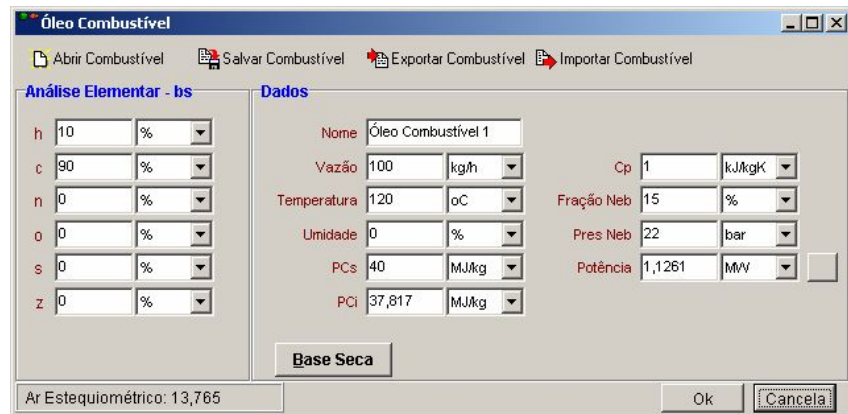 Óleo Combustível
Abrir Combustível Salvar Combustível Exportar Combustível Importar Combustível
Análise Elementar - bs
h 10 %
c 90 %
n 0 %
o 0 %
s 0 %
z 0 %
Dados
Nome Óleo Combustível 1
Vazão 100 kg/h
Temperatura 120 oC
Umidade 0 %
PCs 40 MJ/kg
PCi 37,817 MJ/kg
Cp 1 kJ/kgK
Fração Neb 15 %
Pres Neb 22 bar
Potência 1,1261 MW
Base Seca
Ar Estequiométrico: 13,765
Ok Cancela